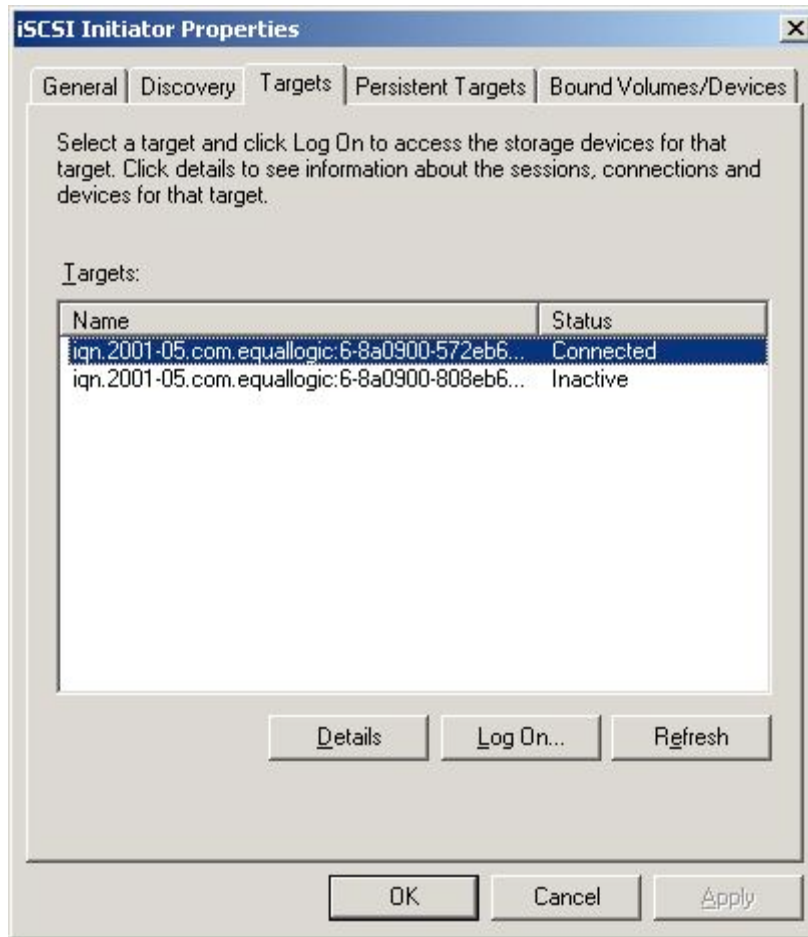 iSCSI Initiator Properties
General Discovery Targets Persistent Targets Bound Volumes/Devices
Select a target and click Log On to access the storage devices for that
target. Click details to see information about the sessions, connections and
devices for that target.
Targets:
Name Status
iqn.2001-05.com.equallogic:6-8a0900-572eb6... Connected
iqn.2001-05.com.equallogic:6-8a0900-808eb6... Inactive
Details Log On... Refresh
OK Cancel Apply